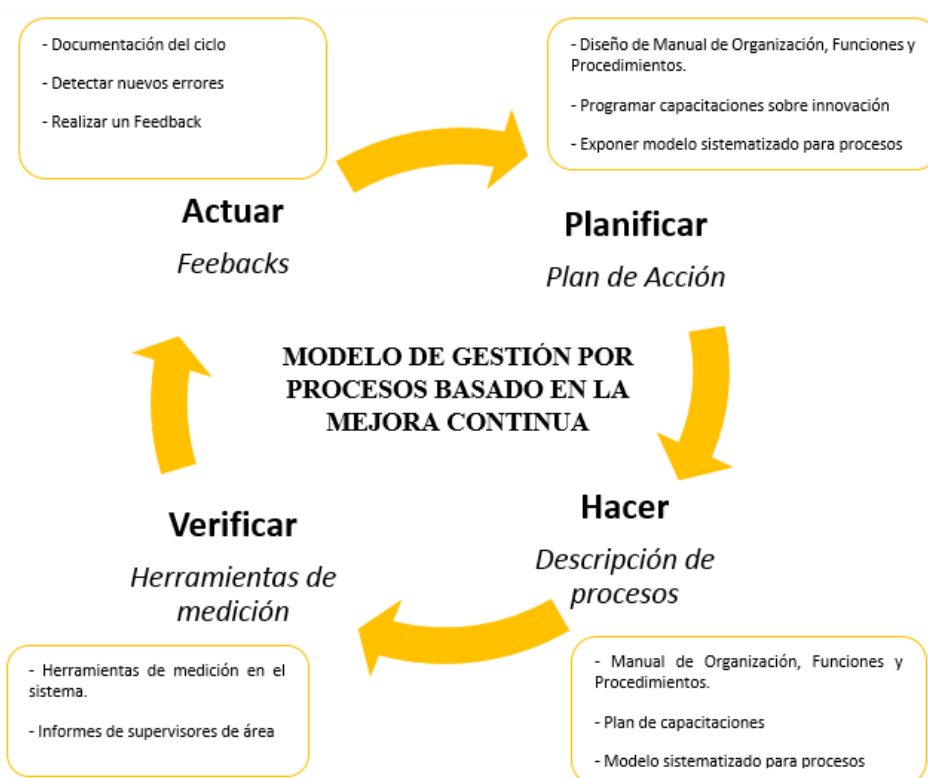 - Documentación del ciclo
- Detectar nuevos errores
- Realizar un Feedback
Actuar
Feebacks
- Diseño de Manual de Organización, Funciones y
Procedimientos.
- Programar capacitaciones sobre innovación
- Exponer modelo sistematizado para procesos
Planificar
Plan de Acción
MODELO DE GESTIÓN POR
PROCESOS BASADO EN LA
MEJORA CONTINUA
Hacer
Descripción de
procesos
- Manual de Organización, Funciones y
Procedimientos.
- Plan de capacitaciones
- Modelo sistematizado para procesos
Verificar
Herramientas de
medición
- Herramientas de medición en el
sistema.
- Informes de supervisores de área